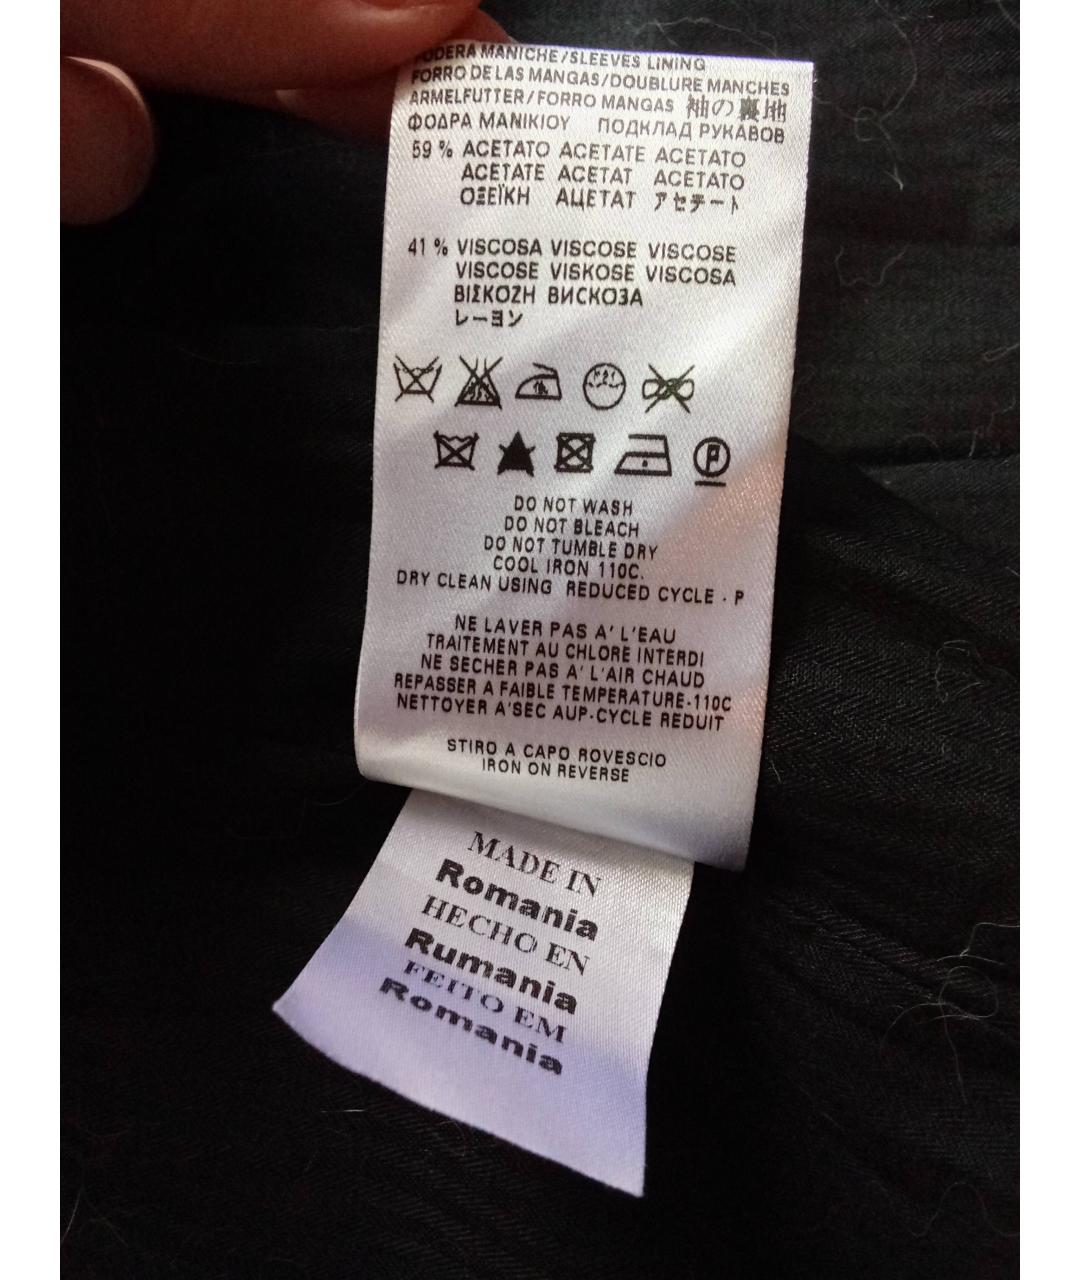 FODERA MANICHE/SLEEVES LINING
FORRO DE LAS MANGAS/DOUBLURE MANCHES
ARMELFUTTER/FORRO MANGAS 袖の裏地
ΦΟΔΡΑ ΜΑΝΙΚΙΟΥ ПОДКЛАД РУКАВОВ
59 % ACETATO ACETATE ACETATO
ACETATE ACETAT ACETATO
ΟΞΕΪΚΗ АЦЕТАТ アセテート
41 % VISCOSA VISCOSE VISCOSE
VISCOSE VISKOSE VISCOSA
ΒΙΣΚΟΖΗ ВИСКОЗА
レーヨン
P
DO NOT WASH
DO NOT BLEACH
DO NOT TUMBLE DRY
COOL IRON 110C.
DRY CLEAN USING REDUCED CYCLE - P
NE LAVER PAS A' L'EAU
TRAITEMENT AU CHLORE INTERDI
NE SECHER PAS A' L'AIR CHAUD
REPASSER A FAIBLE TEMPERATURE-110C
NETTOYER A'SEC AUP-CYCLE REDUIT
STIRO A CAPO ROVESCIO
IRON ON REVERSE
MADE IN
Romania
HECHO EN
Rumania
FEITO EM
Romania